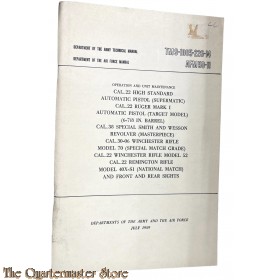 DEPARTMENT OF THE ARMY TECHNICAL MANUAL
TM9-1005-226-14
DEPARTMENT OF THE AIR FORCE MANUAL
OPERATION AND UNIT MAINTENANCE
CAL. .22 HIGH STANDARD
AUTOMATIC PISTOL (SUPERMATIC)
CAL. .22 RUGER MARK I
AUTOMATIC PISTOL, (TARGET MODEL)
(6-7/8 IN. BARREL)
CAL. .38 SPECIAL SMITH AND WESSON
REVOLVER (MASTERPIECE)
CAL. .30-06 WINCHESTER RIFLE
MODEL 70 (SPECIAL MATCH GRADE)
CAL. .22 WINCHESTER RIFLE MODEL 52
CAL. .22 REMINGTON RIFLE
MODEL 40X-S1 (NATIONAL MATCH)
AND FRONT AND REAR SIGHTS
DEPARTMENTS OF THE ARMY AND THE AIR FORCE
JULY
The Quartermaster Store